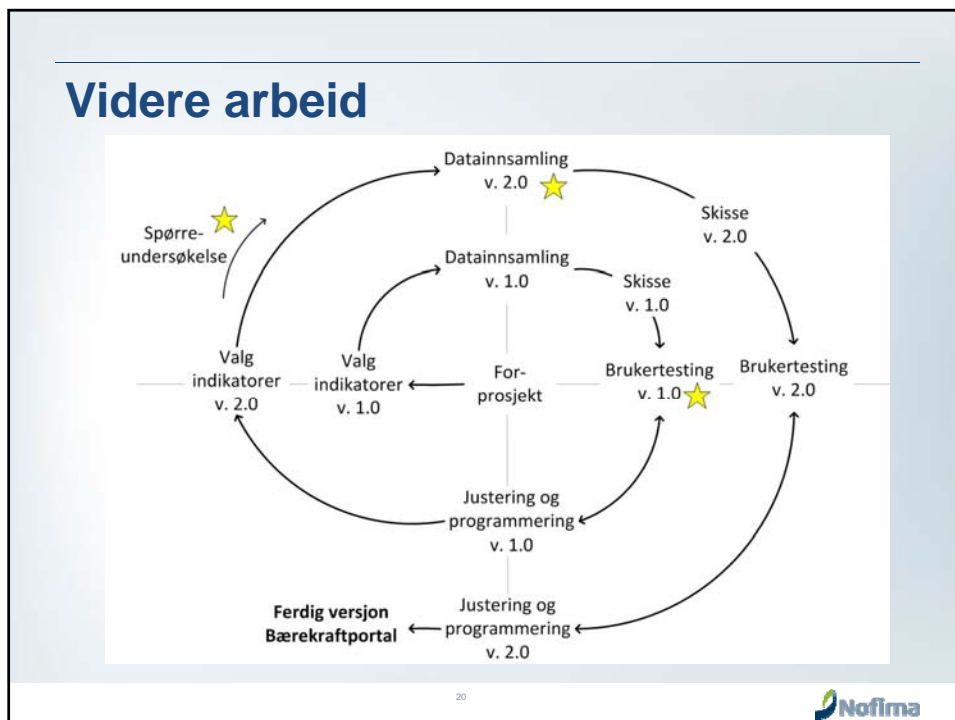 Videre arbeid
Datainnsampling
v. 2.0
Skisse
v. 2.0
Spørre-
undersøkelse
Datainnsamling
v. 1.0
Skisse
v. 1.0
Valg
indikatorer
v. 2.0
Valg
indikatorer
v. 1.0
For-
prosjekt
Brukertesting
v. 1.0
Brukertesting
v. 2.0
Justering og
programmering
v. 1.0
Ferdig versjon
Bærekraftportal
Justering og
programmering
v. 2.0
20
Nofima